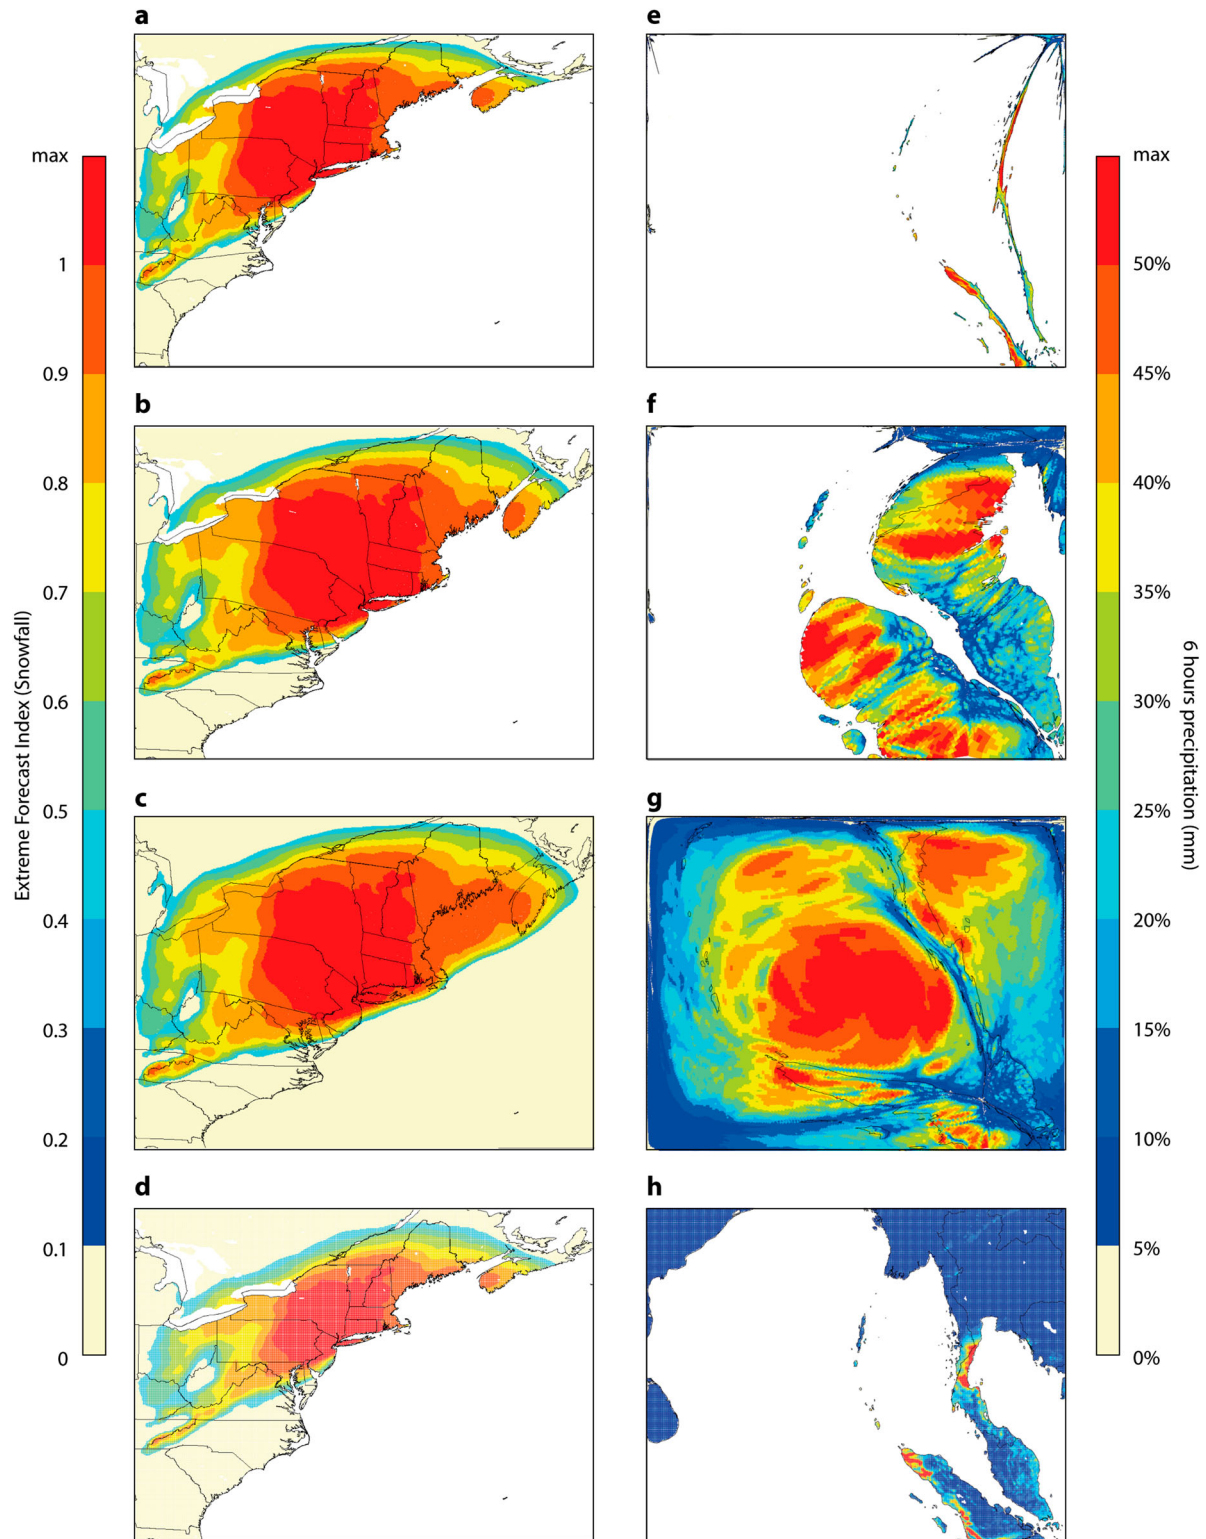 a
e
max
1
0.9
0.8
0.7
0.6
0.5
0.4
0.3
0.2
0.1
0
Extreme Forecast Index (Snowfall)
b
f
c
g
d
h
max
50%
45%
40%
35%
30%
25%
20%
15%
10%
5%
0%
6 hours precipitation (mm)